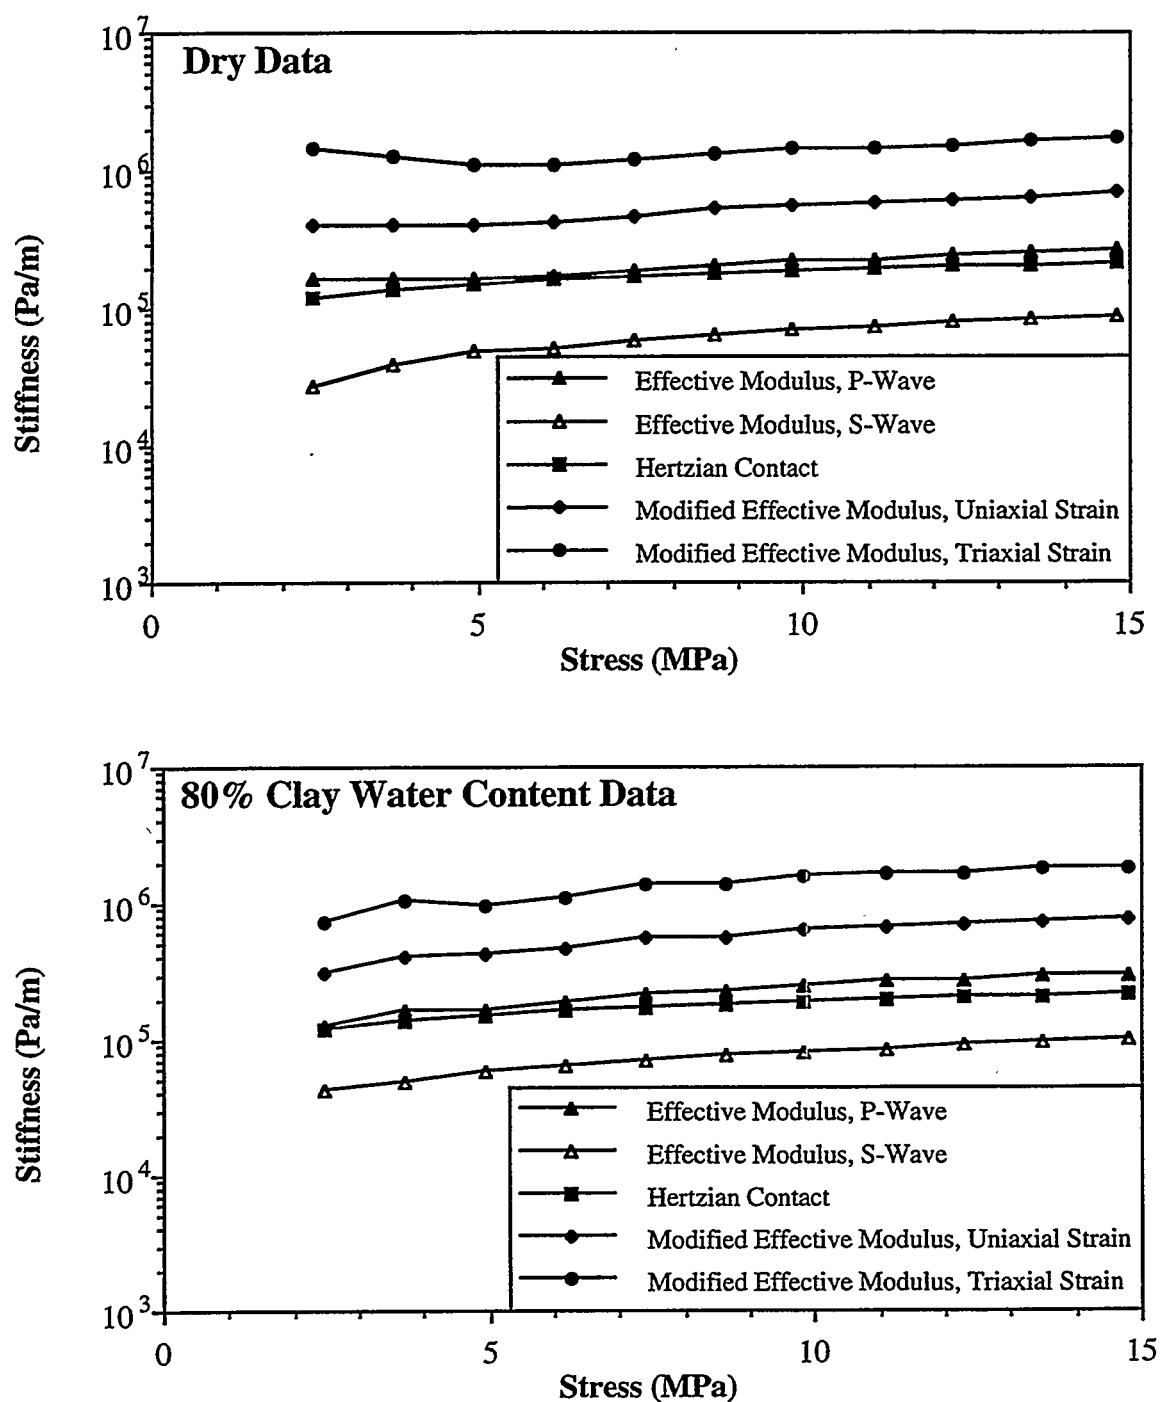 Dry Data
10^7
10^6
10^5
10^4
10^3
Stiffness (Pa/m)
Effective Modulus, P-Wave
Effective Modulus, S-Wave
Hertzian Contact
Modified Effective Modulus, Uniaxial Strain
Modified Effective Modulus, Triaxial Strain
0 5 10 15
Stress (MPa)
80% Clay Water Content Data
10^7
10^6
10^5
10^4
10^3
Stiffness (Pa/m)
Effective Modulus, P-Wave
Effective Modulus, S-Wave
Hertzian Contact
Modified Effective Modulus, Uniaxial Strain
Modified Effective Modulus, Triaxial Strain
0 5 10 15
Stress (MPa)